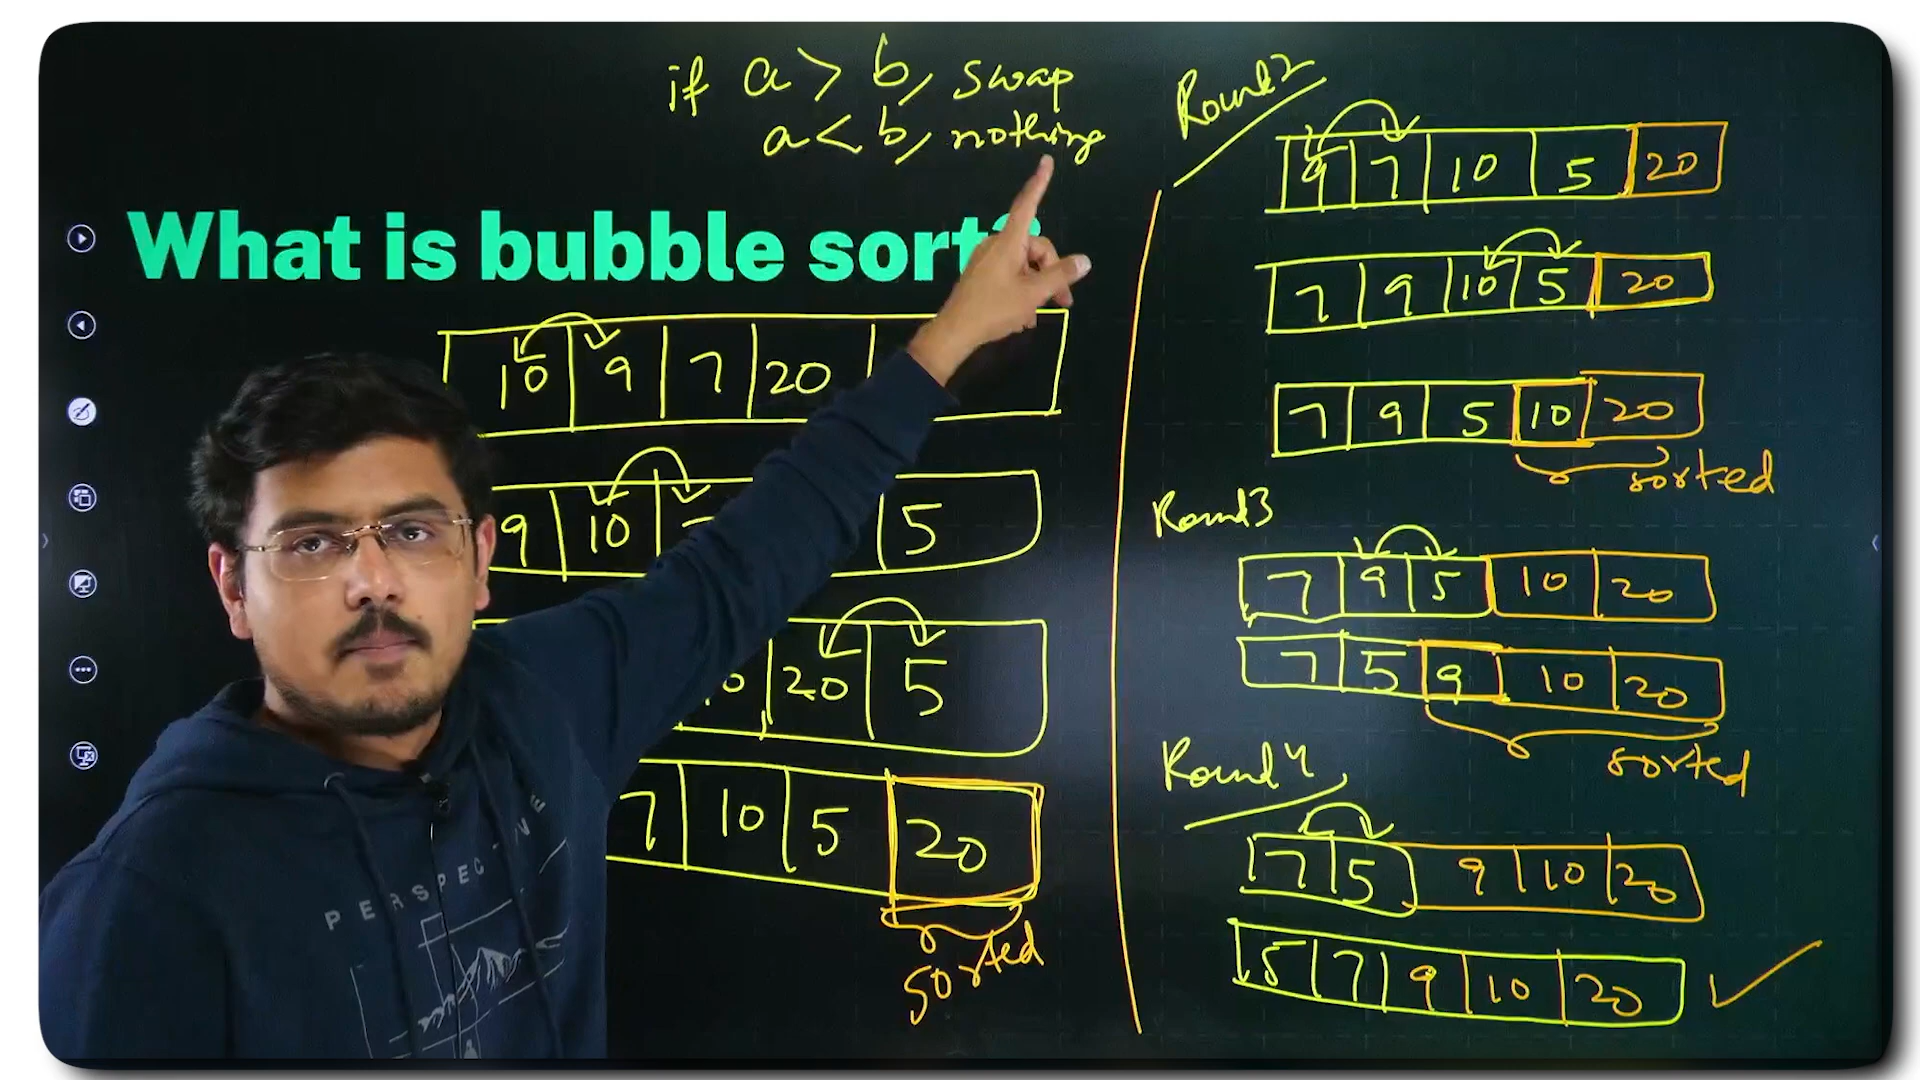 if a > b, swap
a < b, nothing
What is bubble sort?
10 9 7 20
9 10 5
20 5
7 10 5 20
sorted
PERSPECTIVE
Round 2
9 7 10 5 20
7 9 10 5 20
7 9 5 10 20
sorted
Round 3
7 9 5 10 20
7 5 9 10 20
sorted
Round 4
7 5 9 10 20
5 7 9 10 20